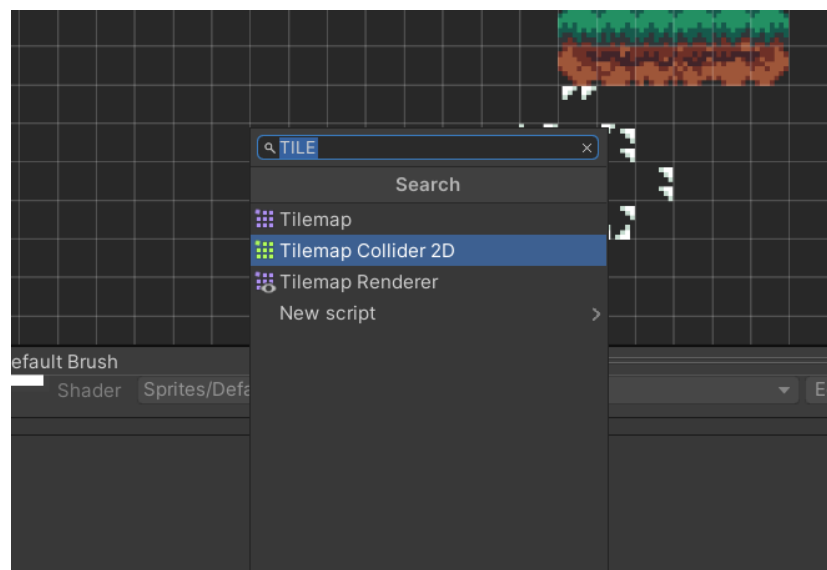 TILE
Search
Tilemap
Tilemap Collider 2D
Tilemap Renderer
New script
efault Brush
Shader Sprites/Defa
E